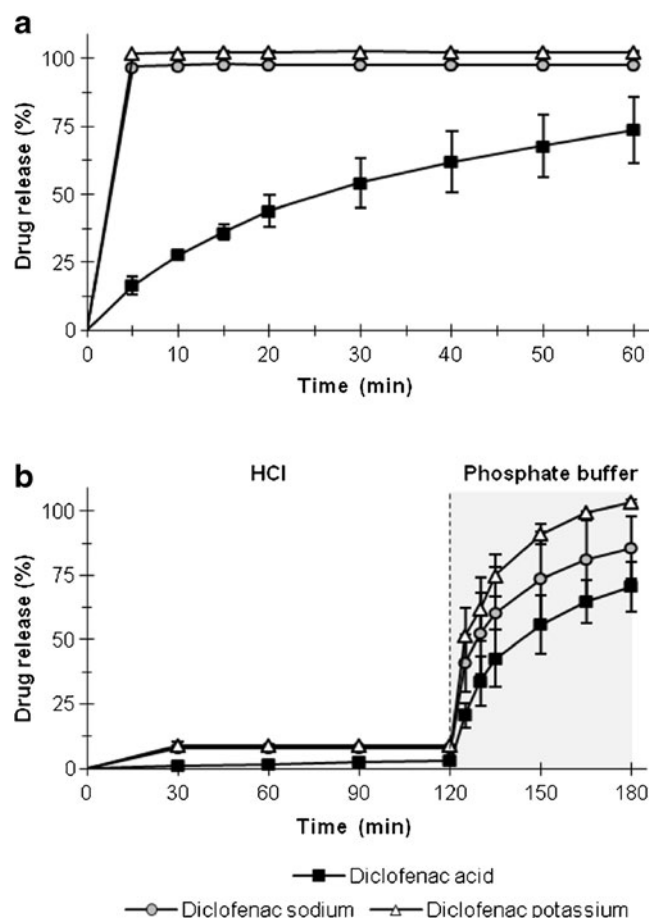 a
100
75
50
25
0
Drug release (%)
0 10 20 30 40 50 60
Time (min)
b
HCl Phosphate buffer
100
75
50
25
0
Drug release (%)
0 30 60 90 120 150 180
Time (min)
Diclofenac acid
Diclofenac sodium Diclofenac potassium